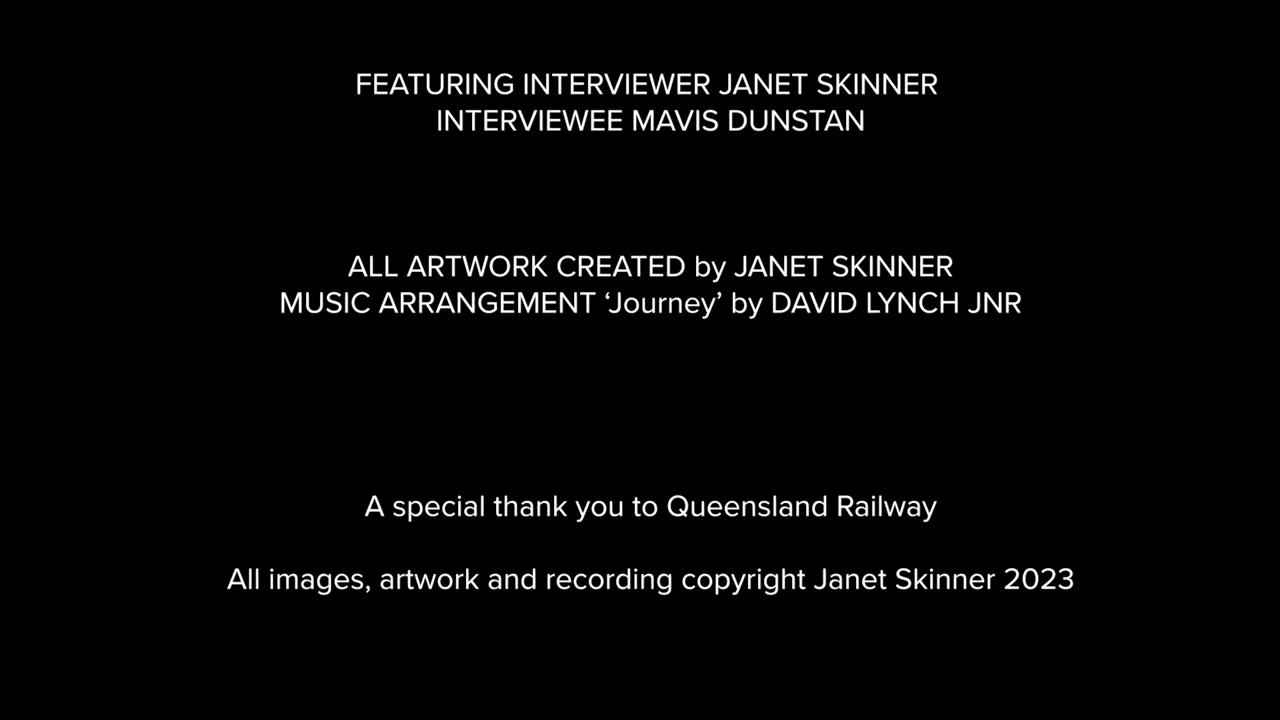 FEATURING INTERVIEWER JANET SKINNER
INTERVIEWEE MAVIS DUNSTAN
ALL ARTWORK CREATED by JANET SKINNER
MUSIC ARRANGEMENT ‘Journey’ by DAVID LYNCH JNR
A special thank you to Queensland Railway
All images, artwork and recording copyright Janet Skinner 2023